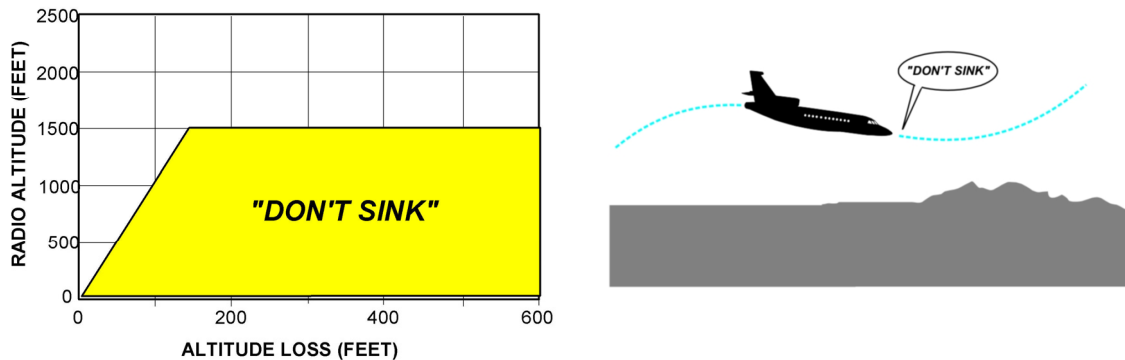 2500
2000
1500
1000
500
0
RADIO ALTITUDE (FEET)
"DON'T SINK"
0
200
400
600
ALTITUDE LOSS (FEET)
"DON'T SINK"